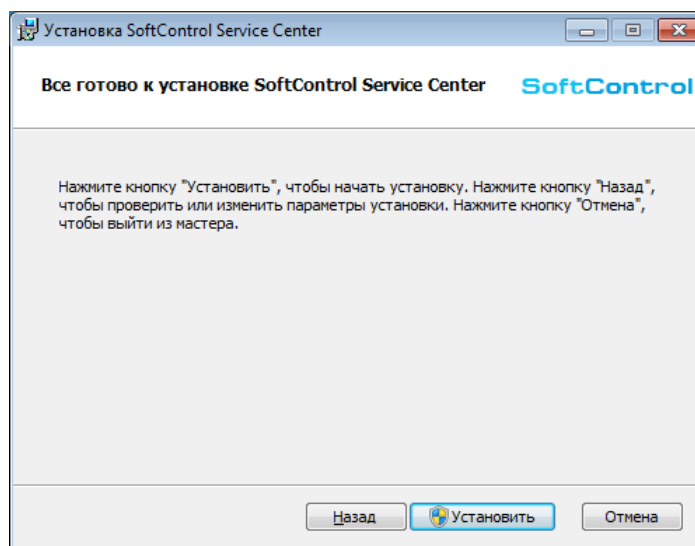 Установка SoftControl Service Center
Все готово к установке SoftControl Service Center
SoftControl
Нажмите кнопку "Установить", чтобы начать установку. Нажмите кнопку "Назад",
чтобы проверить или изменить параметры установки. Нажмите кнопку "Отмена",
чтобы выйти из мастера.
Назад
Установить
Отмена